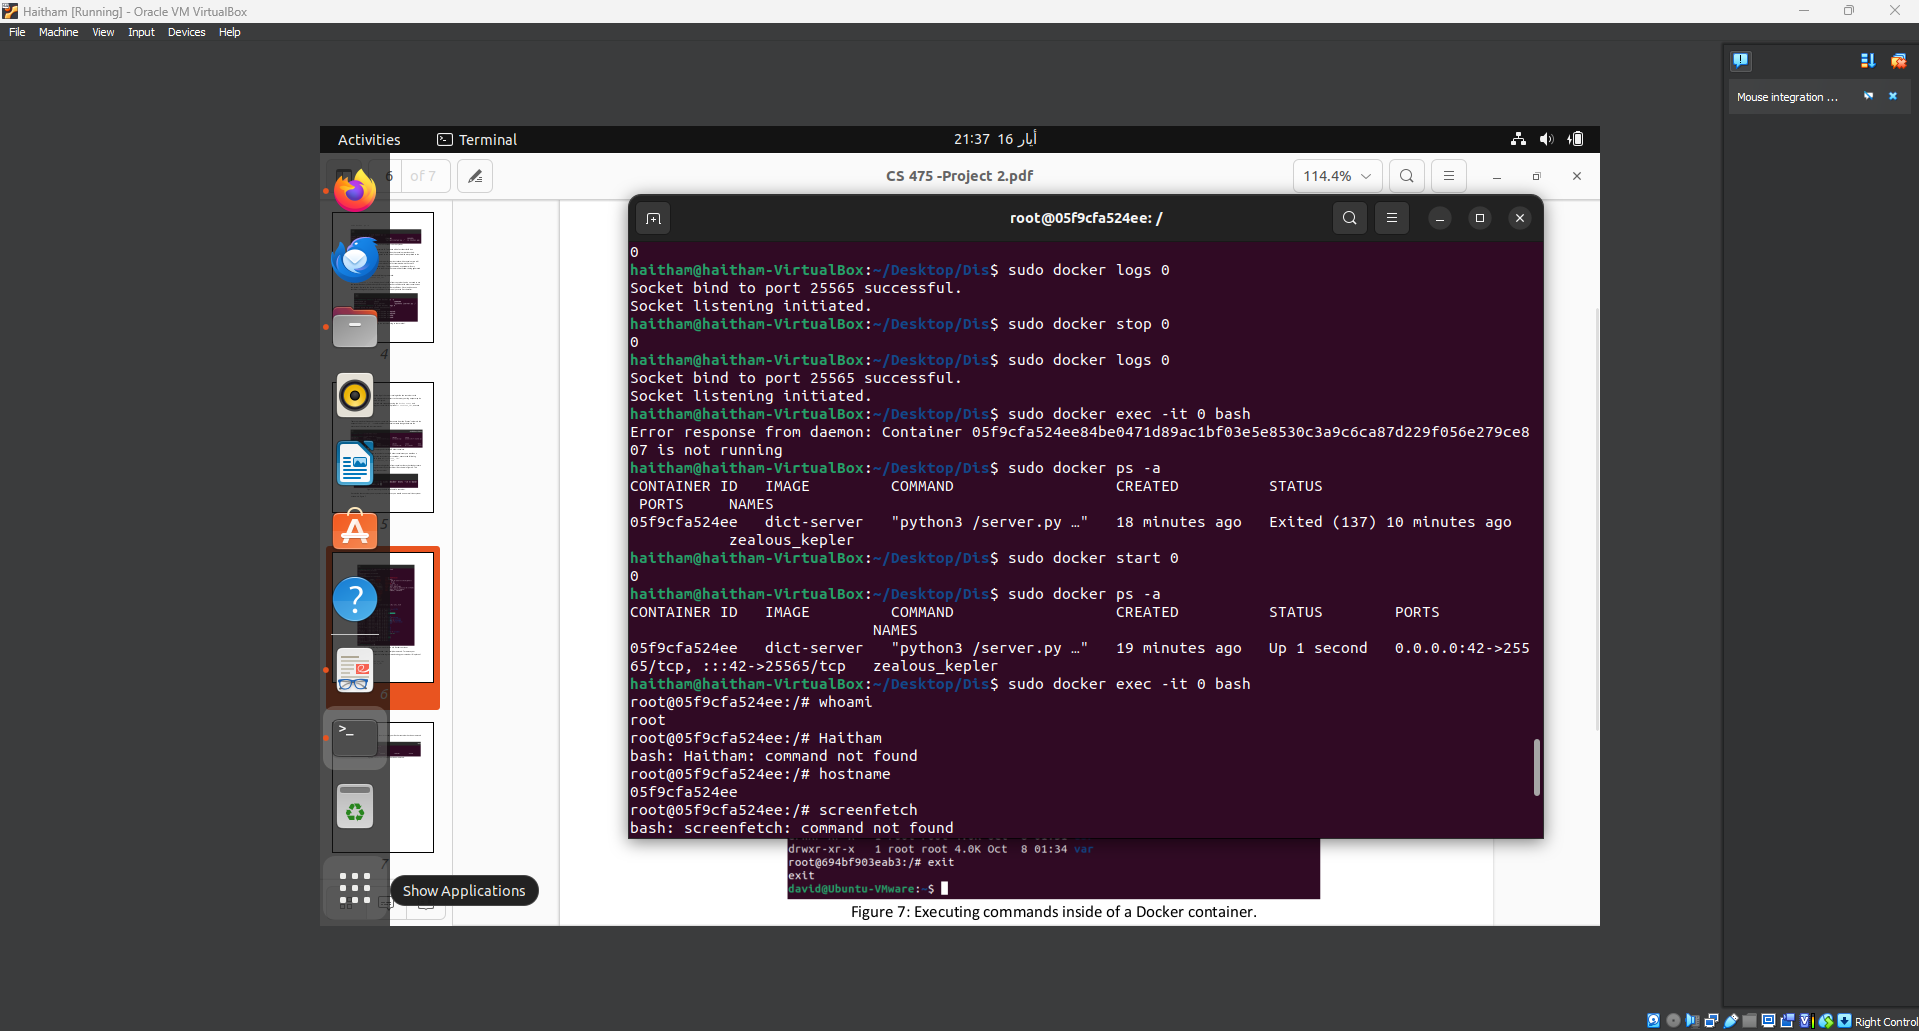 Haitham [Running] - Oracle VM VirtualBox
File Machine View Input Devices Help
Mouse integration ...
Activities Terminal 21:37 16 أيار
6 of 7 CS 475 -Project 2.pdf 114.4%
root@05f9cfa524ee: /
0
haitham@haitham-VirtualBox:~/Desktop/Dis$ sudo docker logs 0
Socket bind to port 25565 successful.
Socket listening initiated.
haitham@haitham-VirtualBox:~/Desktop/Dis$ sudo docker stop 0
0
haitham@haitham-VirtualBox:~/Desktop/Dis$ sudo docker logs 0
Socket bind to port 25565 successful.
Socket listening initiated.
haitham@haitham-VirtualBox:~/Desktop/Dis$ sudo docker exec -it 0 bash
Error response from daemon: Container 05f9cfa524ee84be0471d89ac1bf03e5e8530c3a9c6ca87d229f056e279ce8
07 is not running
haitham@haitham-VirtualBox:~/Desktop/Dis$ sudo docker ps -a
CONTAINER ID IMAGE COMMAND CREATED STATUS
PORTS NAMES
05f9cfa524ee dict-server "python3 /server.py …" 18 minutes ago Exited (137) 10 minutes ago
zealous_kepler
haitham@haitham-VirtualBox:~/Desktop/Dis$ sudo docker start 0
0
haitham@haitham-VirtualBox:~/Desktop/Dis$ sudo docker ps -a
CONTAINER ID IMAGE COMMAND CREATED STATUS PORTS
NAMES
05f9cfa524ee dict-server "python3 /server.py …" 19 minutes ago Up 1 second 0.0.0.0:42->255
65/tcp, :::42->25565/tcp zealous_kepler
haitham@haitham-VirtualBox:~/Desktop/Dis$ sudo docker exec -it 0 bash
root@05f9cfa524ee:/# whoami
root
root@05f9cfa524ee:/# Haitham
bash: Haitham: command not found
root@05f9cfa524ee:/# hostname
05f9cfa524ee
root@05f9cfa524ee:/# screenfetch
bash: screenfetch: command not found
drwxr-xr-x 1 root root 4.0K Oct 8 01:34 var
root@694bf903eab3:/# exit
exit
david@Ubuntu-VMware:~$
Figure 7: Executing commands inside of a Docker container.
4
5
6
7
Show Applications
Right Control